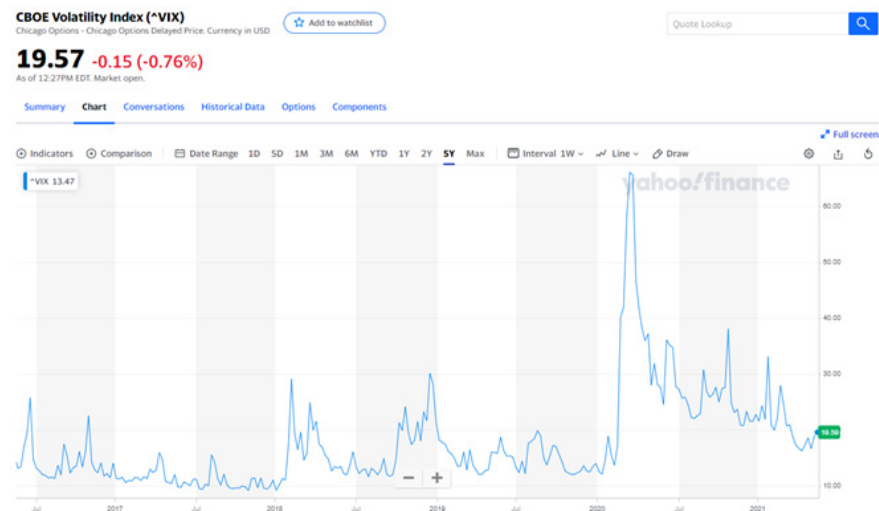 CBOE Volatility Index (^VIX)
Chicago Options - Chicago Options Delayed Price. Currency in USD
Add to watchlist
Quote Lookup
19.57 -0.15 (-0.76%)
As of 12:27PM EDT. Market open.
Summary Chart Conversations Historical Data Options Components
Full screen
Indicators Comparison Date Range 1D 5D 1M 3M 6M YTD 1Y 2Y 5Y Max Interval 1W Line Draw
^VIX 13.47
yahoo!finance
60.00
50.00
40.00
30.00
19.50
10.00
Jul 2017 Jul 2018 Jul 2019 Jul 2020 Jul 2021